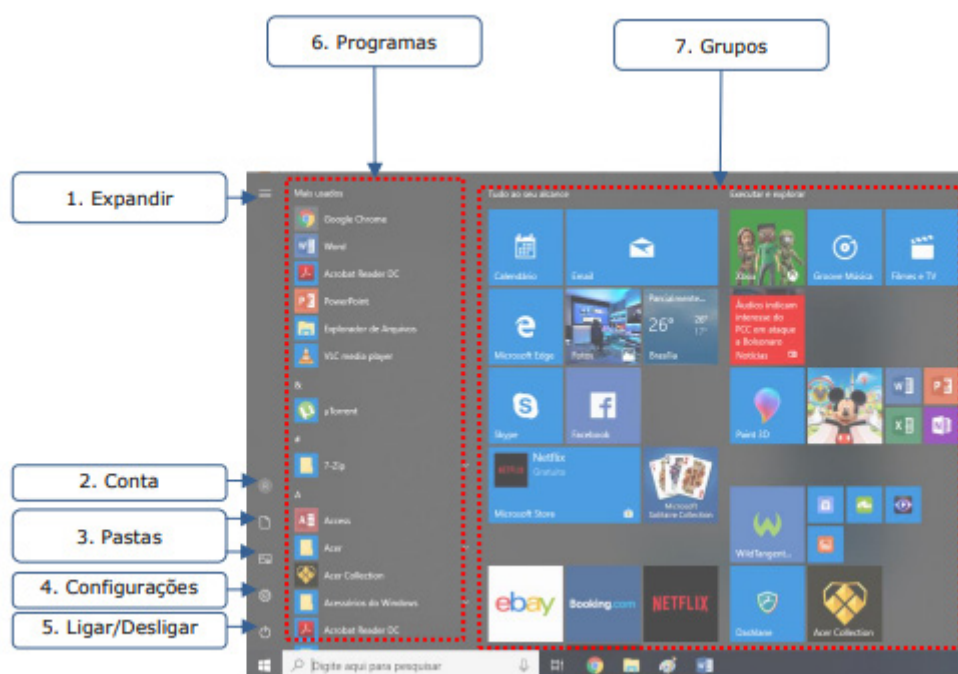 6. Programas
7. Grupos
1. Expandir
2. Conta
3. Pastas
4. Configurações
5. Ligar/Desligar
Mais usados
Google Chrome
Word
Acrobat Reader DC
PowerPoint
Explorador de Arquivos
VLC media player
&
µTorrent
#
7-Zip
A
Access
Acer
Acer Collection
Acessórios do Windows
Acrobat Reader DC
Tudo ao seu alcance
Calendário
Email
Microsoft Edge
Fotos
Parcialmente...
26° 28°
17°
Brasília
Skype
Facebook
Netflix
Gratuito
NETFLIX
Microsoft Store
Microsoft
Solitaire Collection
ebay
Booking.com
NETFLIX
Executar e explorar
Xbox
Groove Música
Filmes e TV
Áudios indicam
interesse do
PCC em ataque
a Bolsonaro
Notícias
Paint 3D
WildTangent...
Dashlane
Acer Collection
Digite aqui para pesquisar